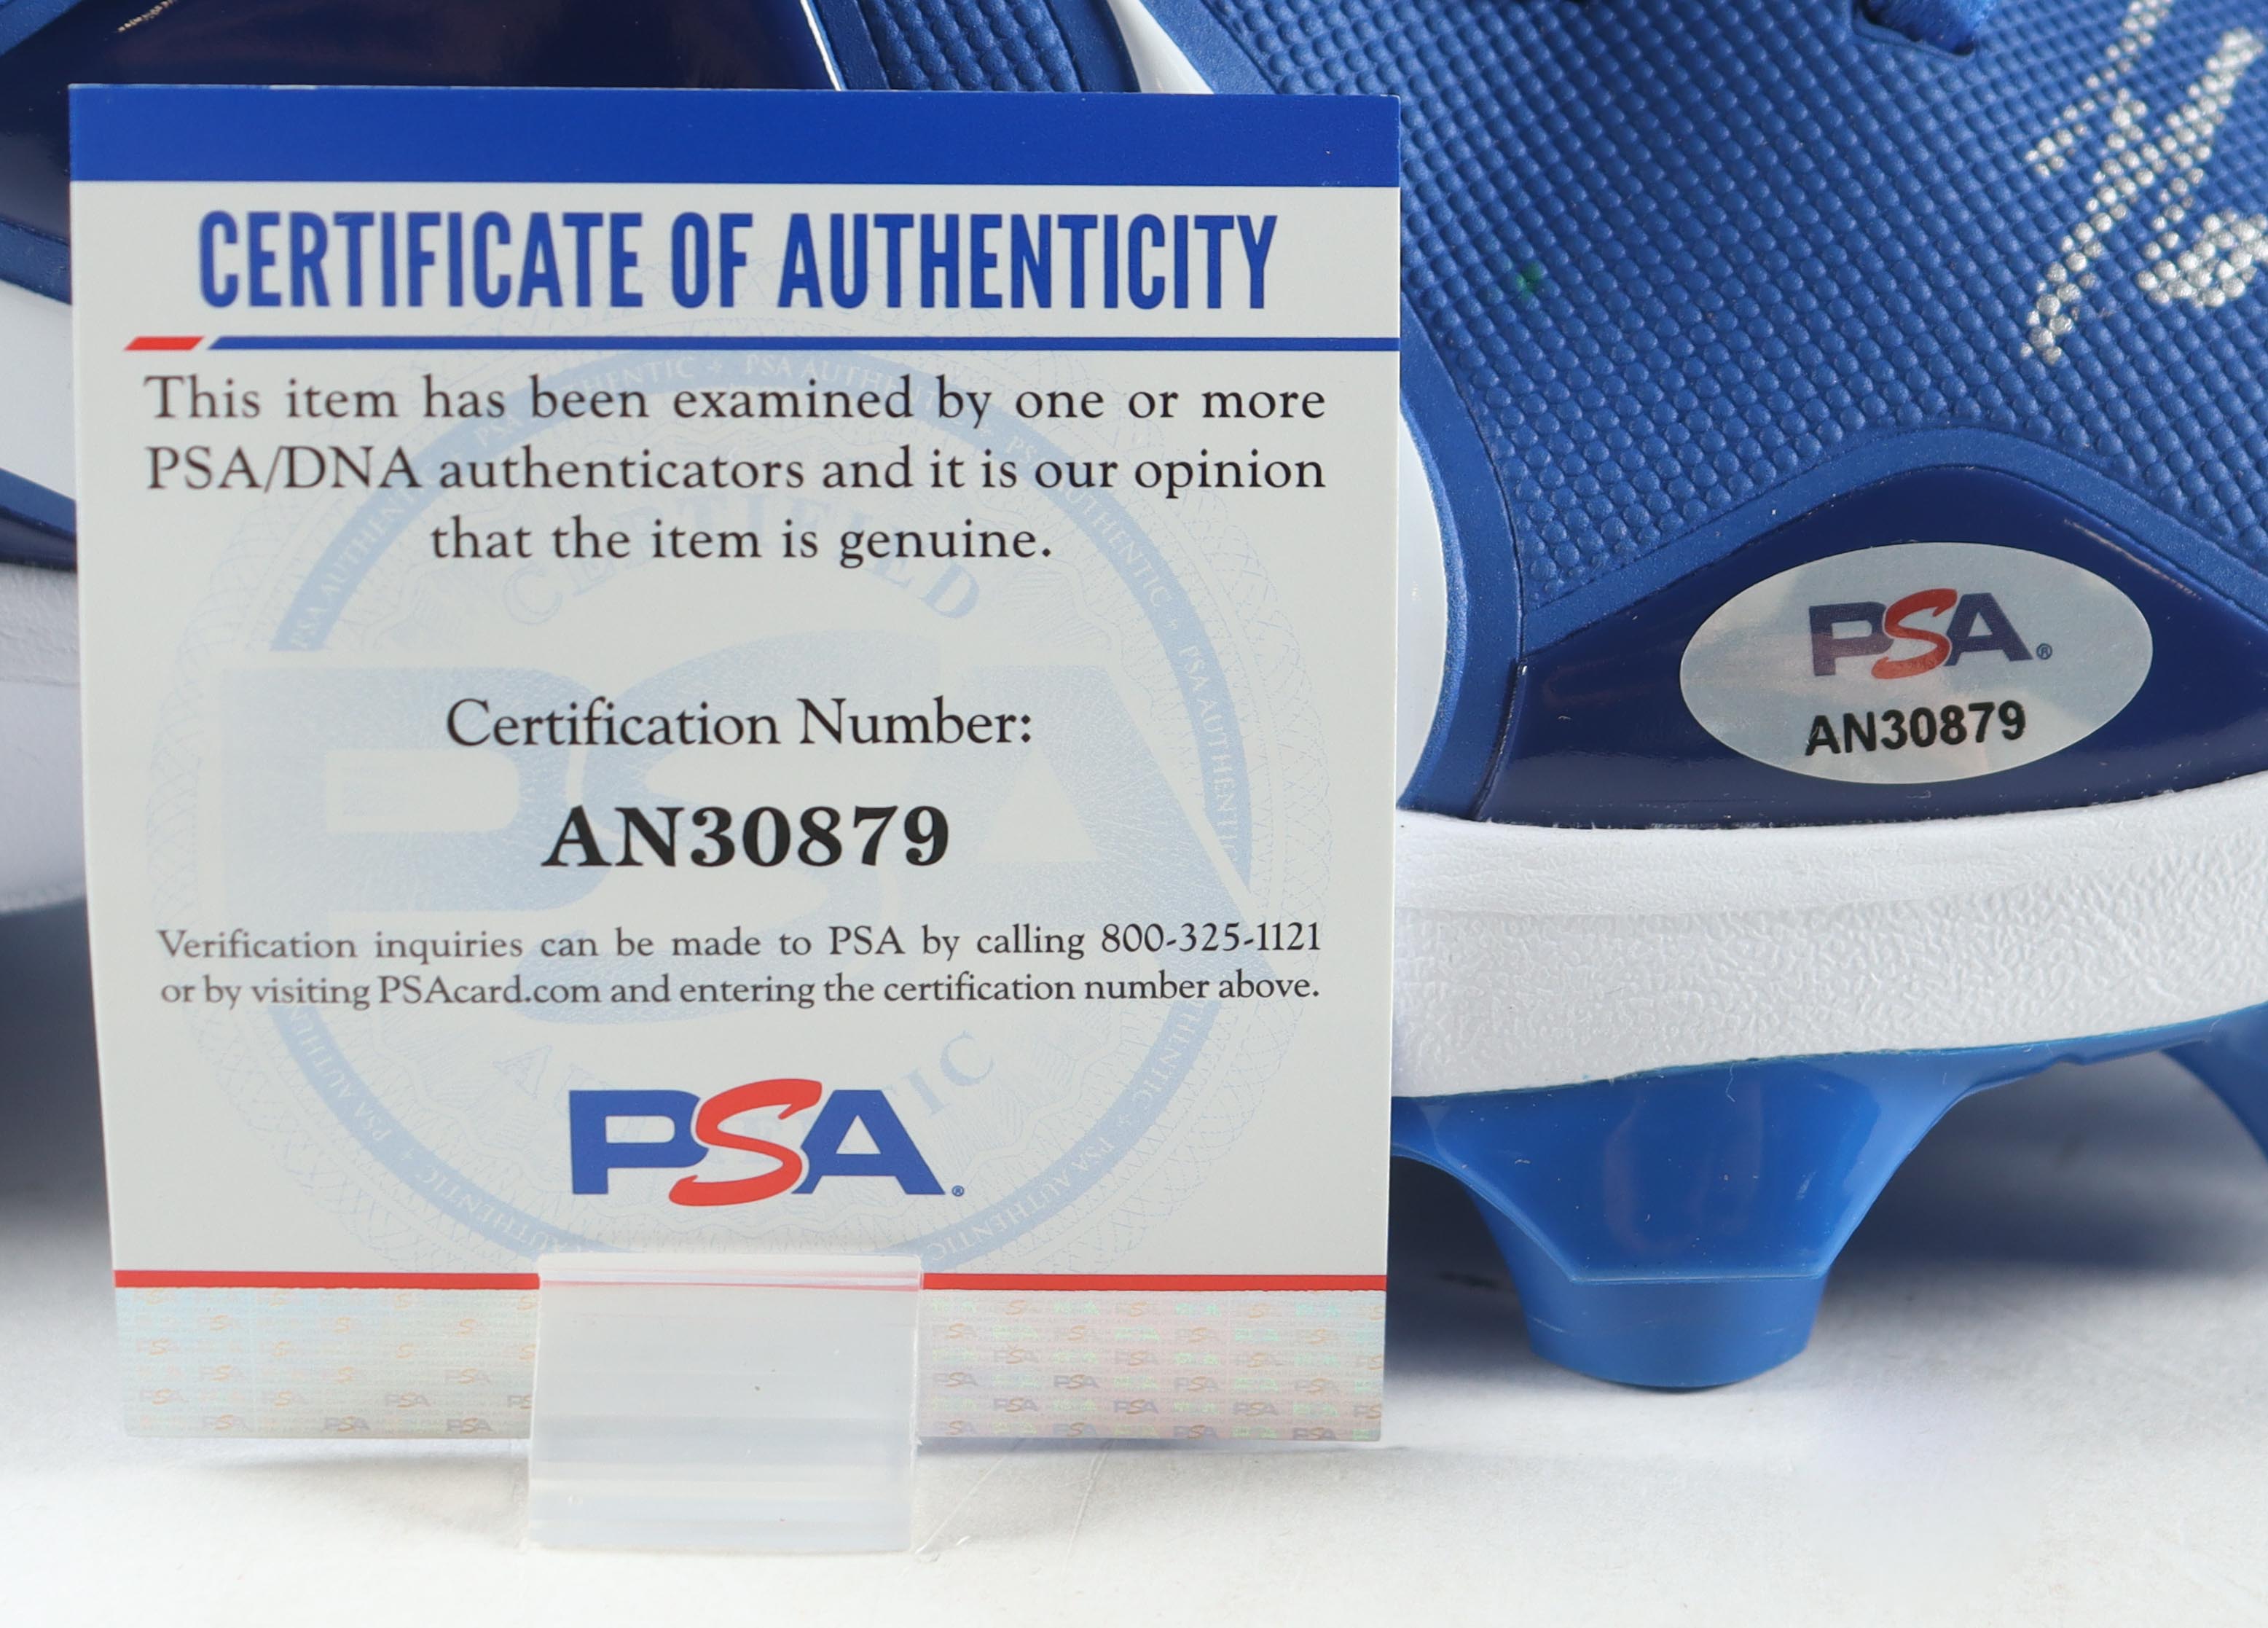 CERTIFICATE OF AUTHENTICITY
This item has been examined by one or more
PSA/DNA authenticators and it is our opinion
that the item is genuine.
Certification Number:
AN30879
Verification inquiries can be made to PSA by calling 800-325-1121
or by visiting PSAcard.com and entering the certification number above.
PSA®
PSA®
AN30879